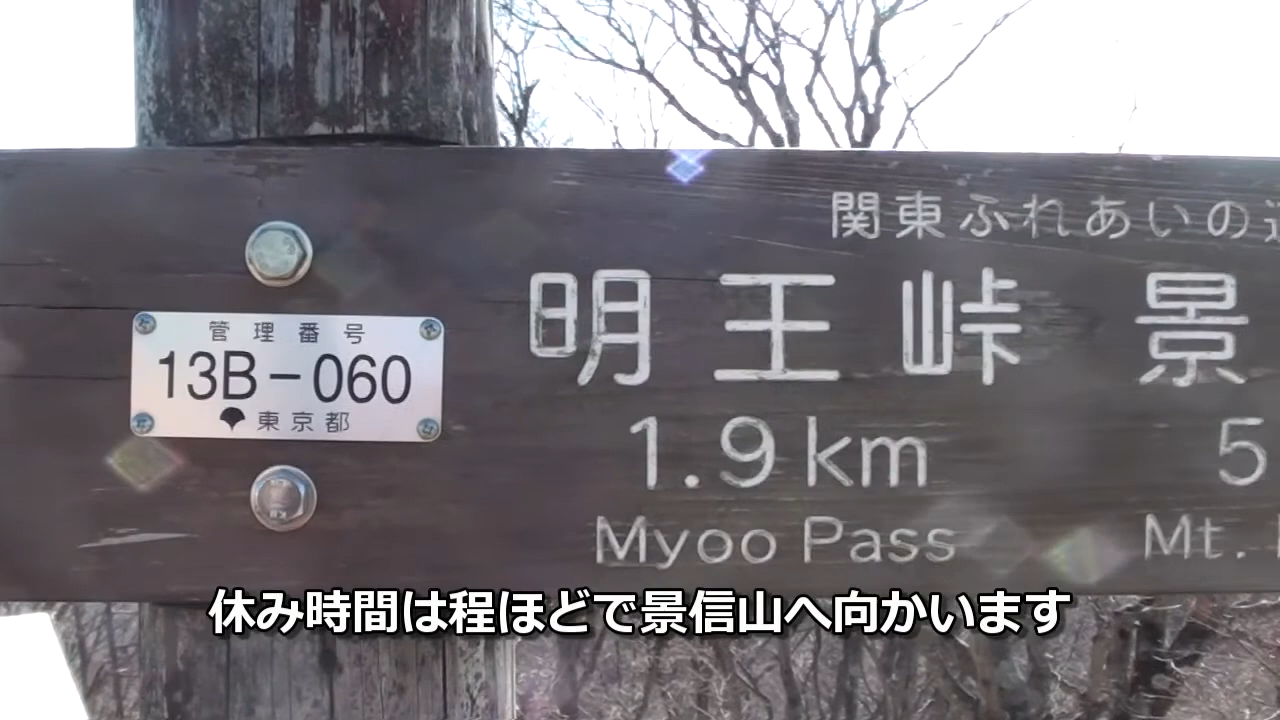 管理番号
13B-060
東京都
関東ふれあいの
明王峠 景
1.9km 5
Myoo Pass Mt.
休み時間は程ほどで景信山へ向かいます